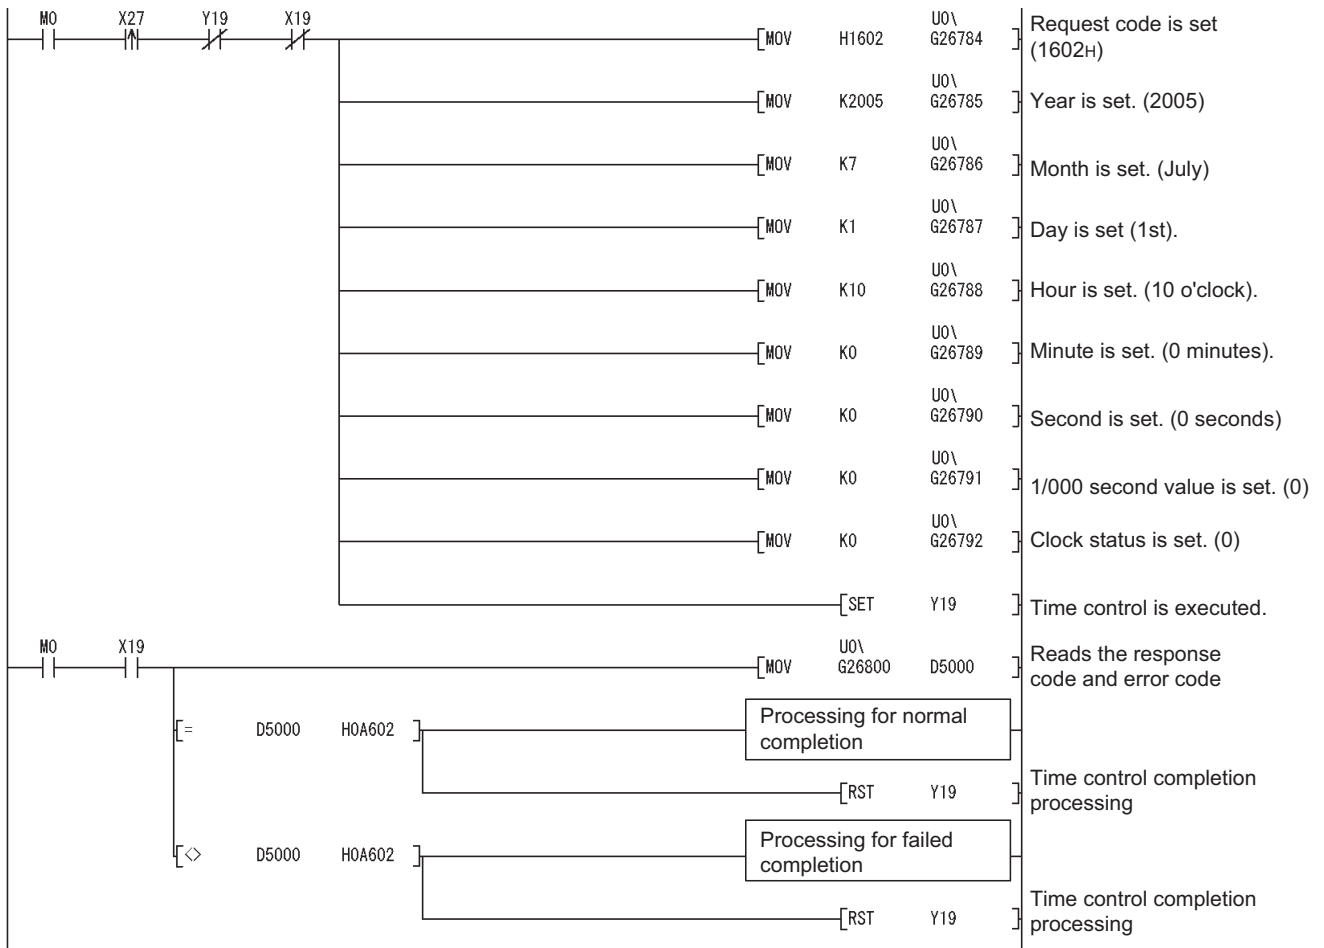 M0 X27 Y19 X19
U0\
[MOV H1602 G26784 ]
Request code is set
(1602H)
U0\
[MOV K2005 G26785 ]
Year is set. (2005)
U0\
[MOV K7 G26786 ]
Month is set. (July)
U0\
[MOV K1 G26787 ]
Day is set (1st).
U0\
[MOV K10 G26788 ]
Hour is set. (10 o'clock).
U0\
[MOV K0 G26789 ]
Minute is set. (0 minutes).
U0\
[MOV K0 G26790 ]
Second is set. (0 seconds)
U0\
[MOV K0 G26791 ]
1/000 second value is set. (0)
U0\
[MOV K0 G26792 ]
Clock status is set. (0)
[SET Y19 ]
Time control is executed.
M0 X19
U0\
[MOV G26800 D5000 ]
Reads the response
code and error code
[= D5000 H0A602 ]
Processing for normal
completion
[RST Y19 ]
Time control completion
processing
[<> D5000 H0A602 ]
Processing for failed
completion
[RST Y19 ]
Time control completion
processing